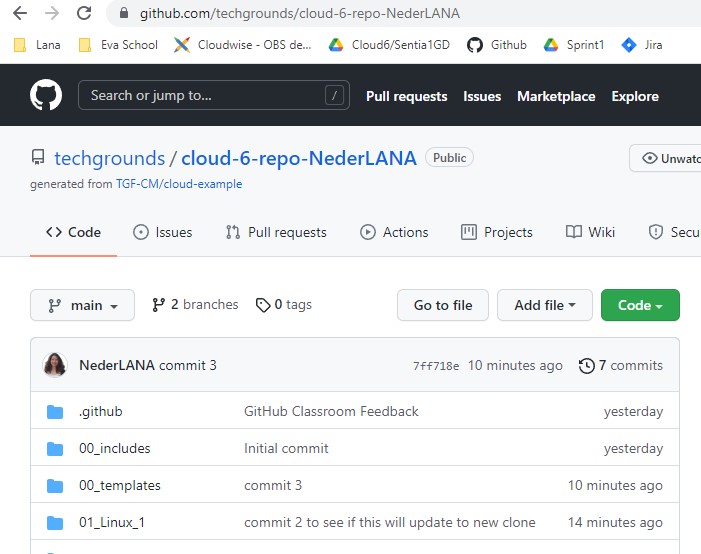 github.com/techgrounds/cloud-6-repo-NederLANA
Lana Eva School Cloudwise - OBS de... Cloud6/Sentia1GD Github Sprint1 Jira
Search or jump to... / Pull requests Issues Marketplace Explore
techgrounds / cloud-6-repo-NederLANA Public Unwatc
generated from TGF-CM/cloud-example
Code Issues Pull requests Actions Projects Wiki Secu
main 2 branches 0 tags Go to file Add file Code
NederLANA commit 3 7ff718e 10 minutes ago 7 commits
.github GitHub Classroom Feedback yesterday
00_includes Initial commit yesterday
00_templates commit 3 10 minutes ago
01_Linux_1 commit 2 to see if this will update to new clone 14 minutes ago